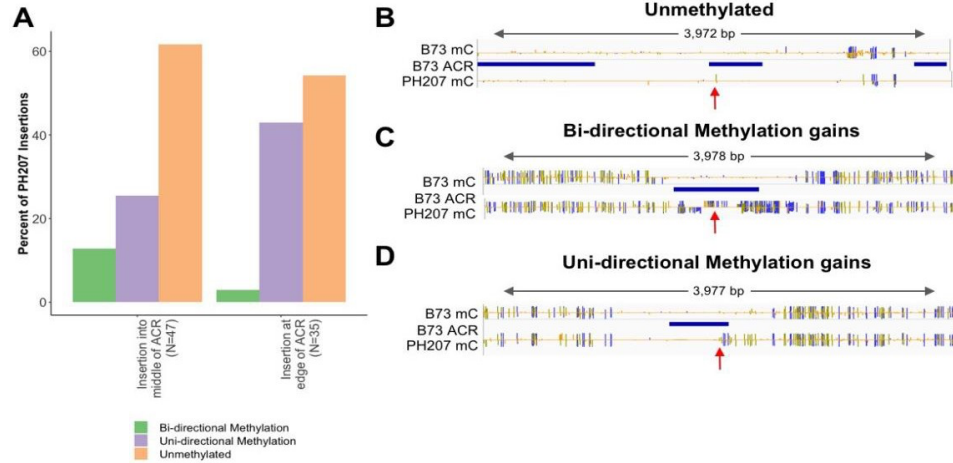 A
Percent of PH207 Insertions
60
40
20
0
Insertion into
middle of ACR
(N=47)
Insertion at
edge of ACR
(N=35)
Bi-directional Methylation
Uni-directional Methylation
Unmethylated
B
Unmethylated
3,972 bp
B73 mC
B73 ACR
PH207 mC
C
Bi-directional Methylation gains
3,978 bp
B73 mC
B73 ACR
PH207 mC
D
Uni-directional Methylation gains
3,977 bp
B73 mC
B73 ACR
PH207 mC